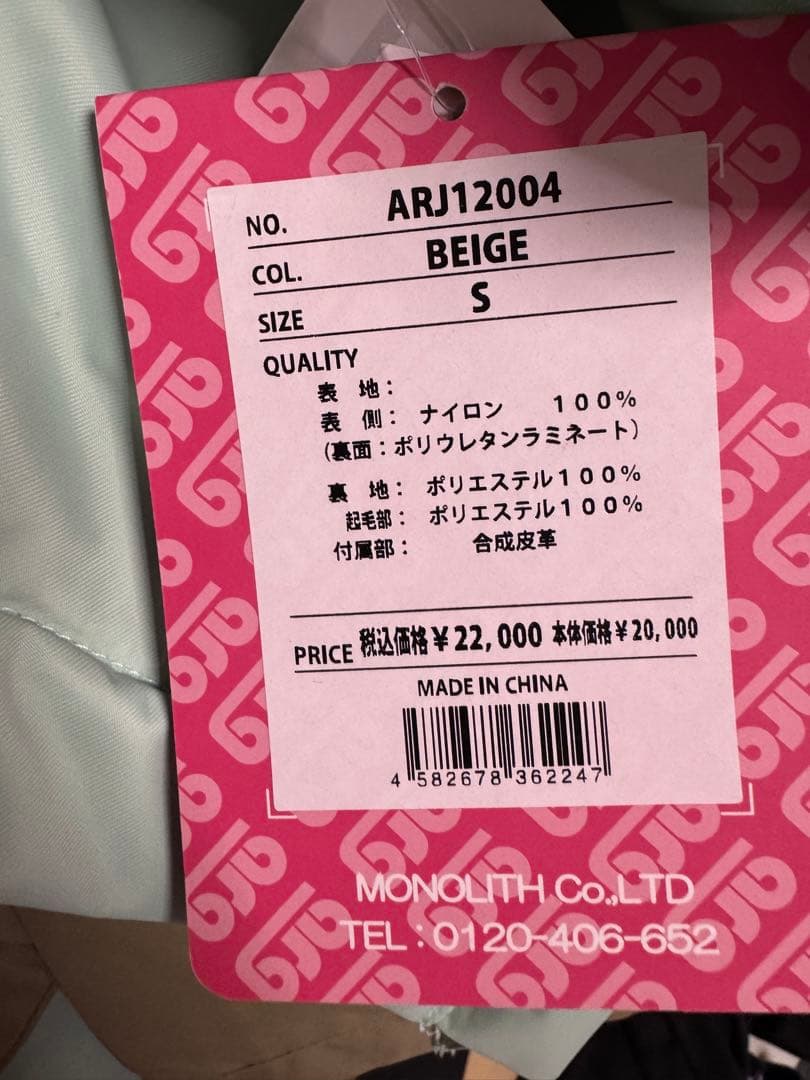 NO. ARJ12004
COL. BEIGE
SIZE S
QUALITY
表 地：
表 側： ナイロン １００％
（裏面：ポリウレタンラミネート）
裏 地： ポリエステル１００％
起毛部： ポリエステル１００％
付属部： 合成皮革
PRICE 税込価格￥22,000 本体価格￥20,000
MADE IN CHINA
4 582678 362247
MONOLITH Co.,LTD
TEL：0120-406-652